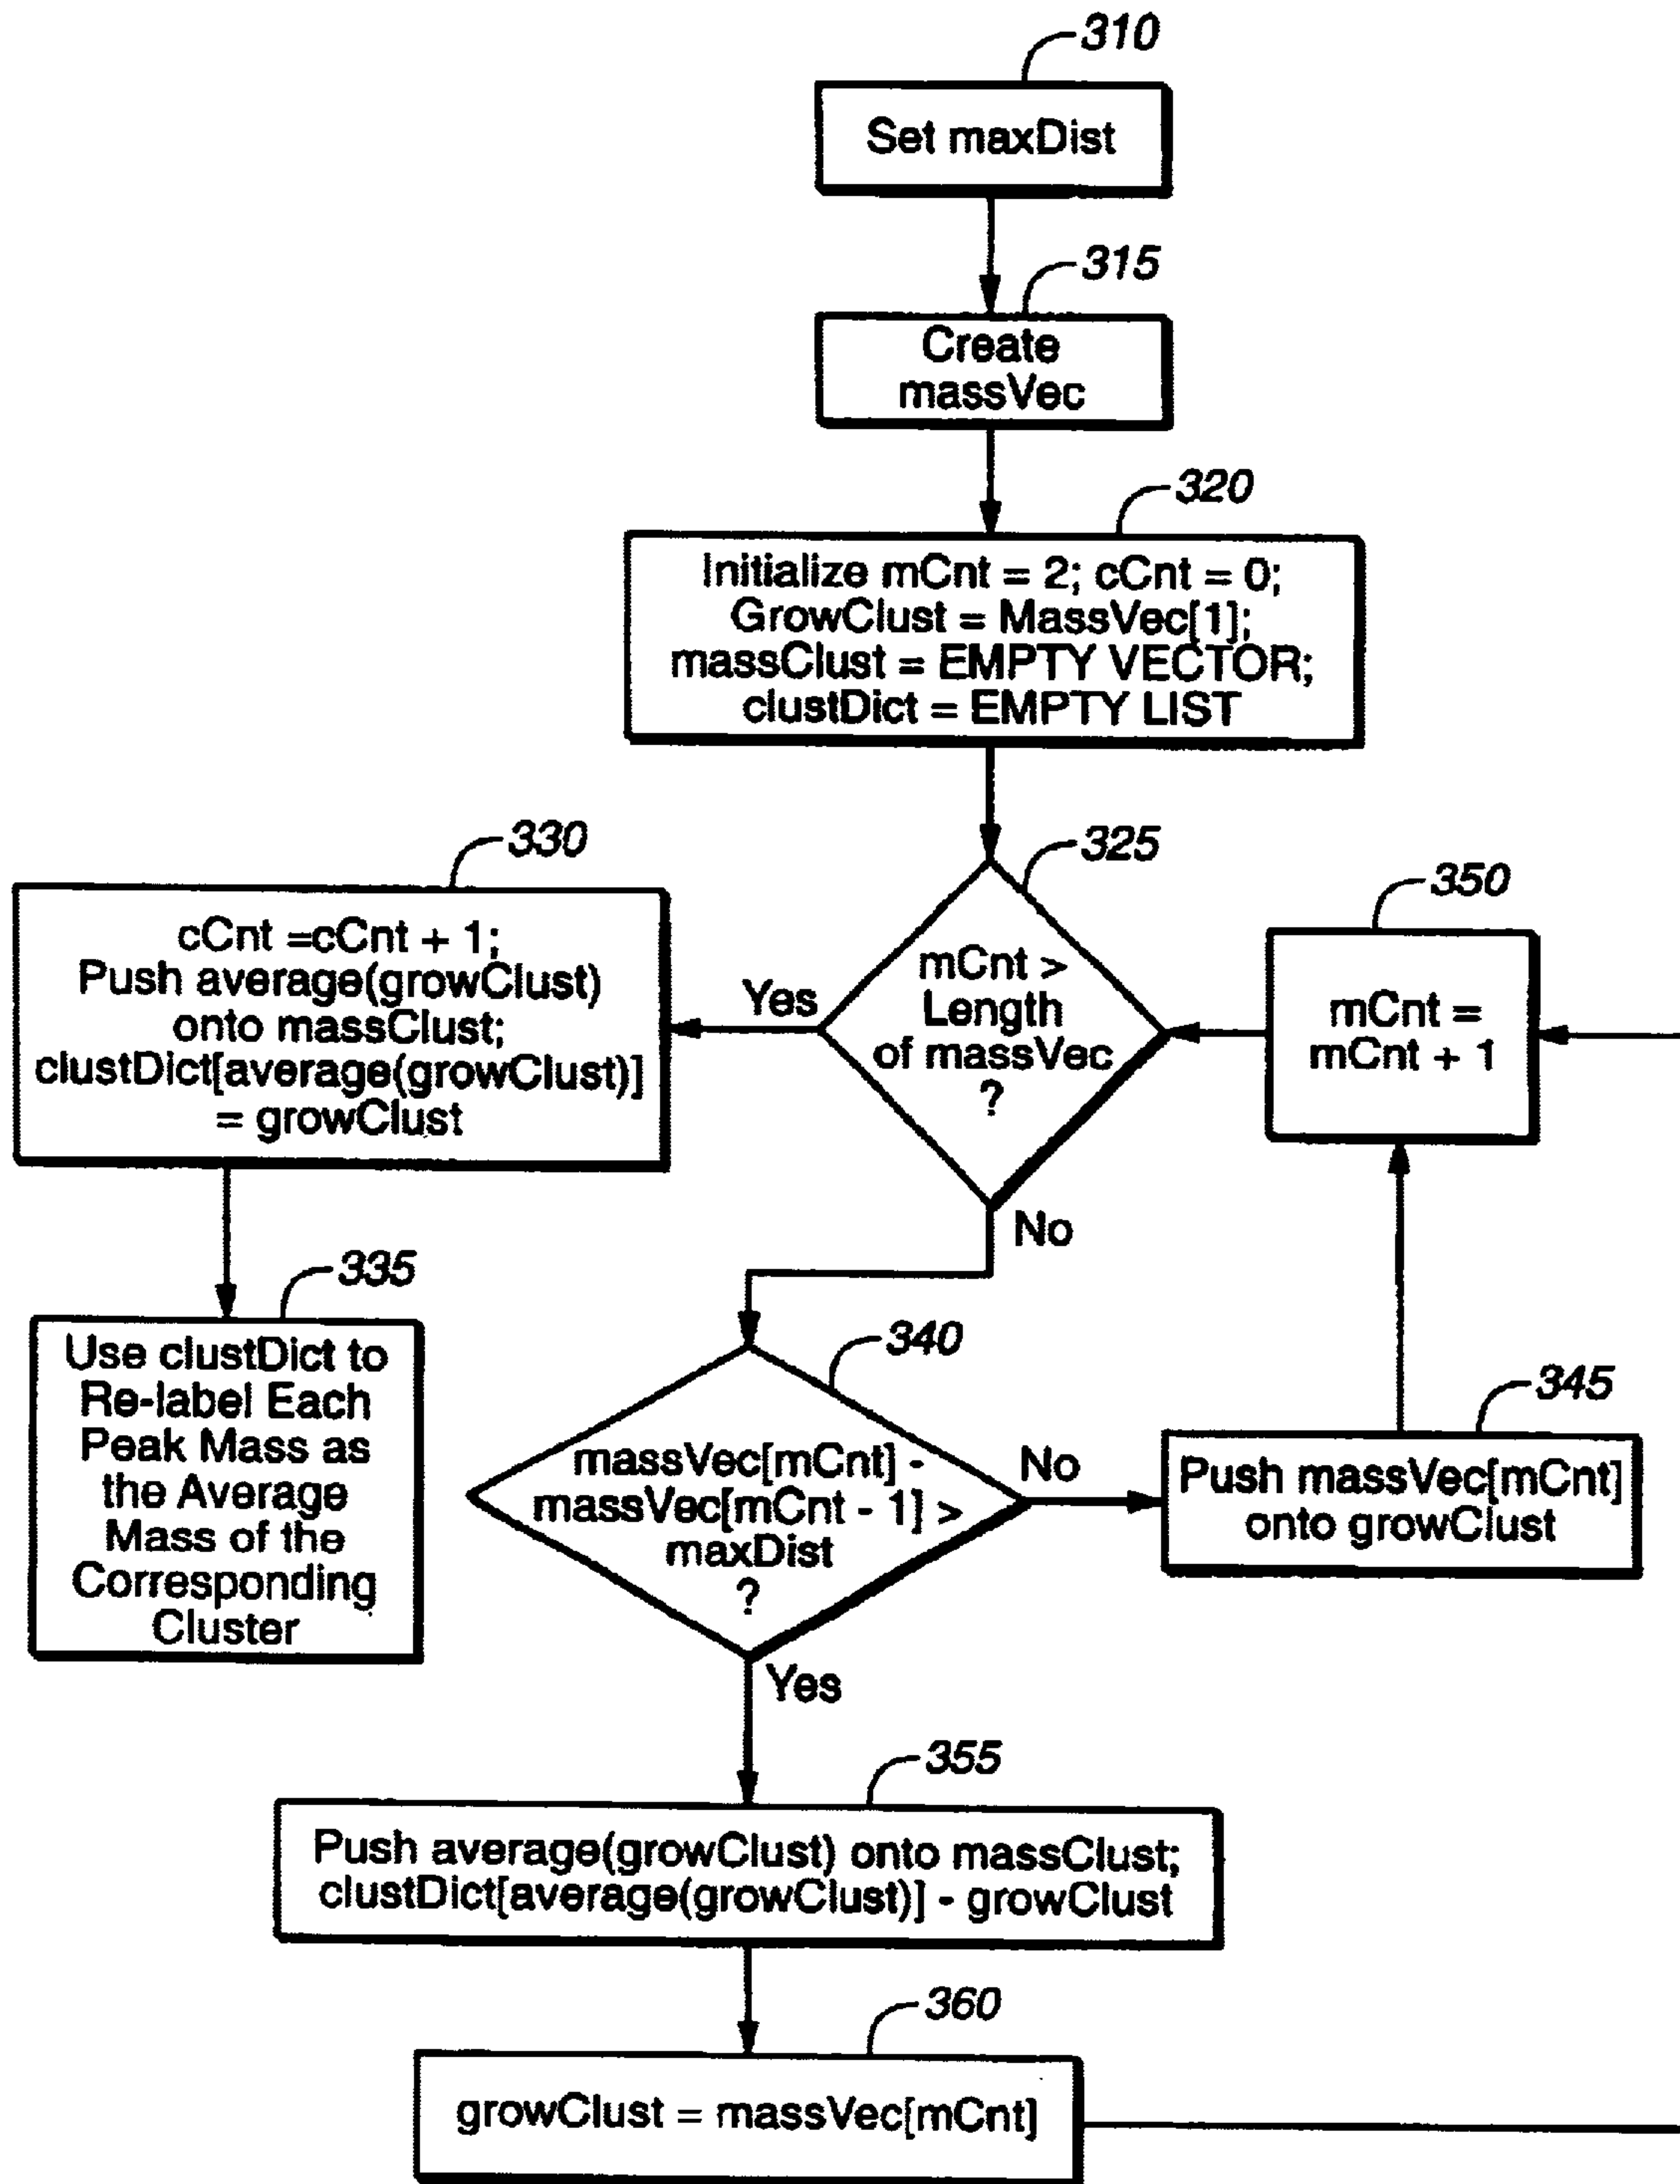 310
Set maxDist
315
Create
massVec
320
Initialize mCnt = 2; cCnt = 0;
GrowClust = MassVec[1];
massClust = EMPTY VECTOR;
clustDict = EMPTY LIST
330
cCnt =cCnt + 1;
Push average(growClust)
onto massClust;
clustDict[average(growClust)]
= growClust
325
mCnt >
Length
of massVec
?
Yes
No
350
mCnt =
mCnt + 1
335
Use clustDict to
Re-label Each
Peak Mass as
the Average
Mass of the
Corresponding
Cluster
340
massVec[mCnt] -
massVec[mCnt - 1] >
maxDist
?
No
Yes
345
Push massVec[mCnt]
onto growClust
355
Push average(growClust) onto massClust;
clustDict[average(growClust)] - growClust
360
growClust = massVec[mCnt]